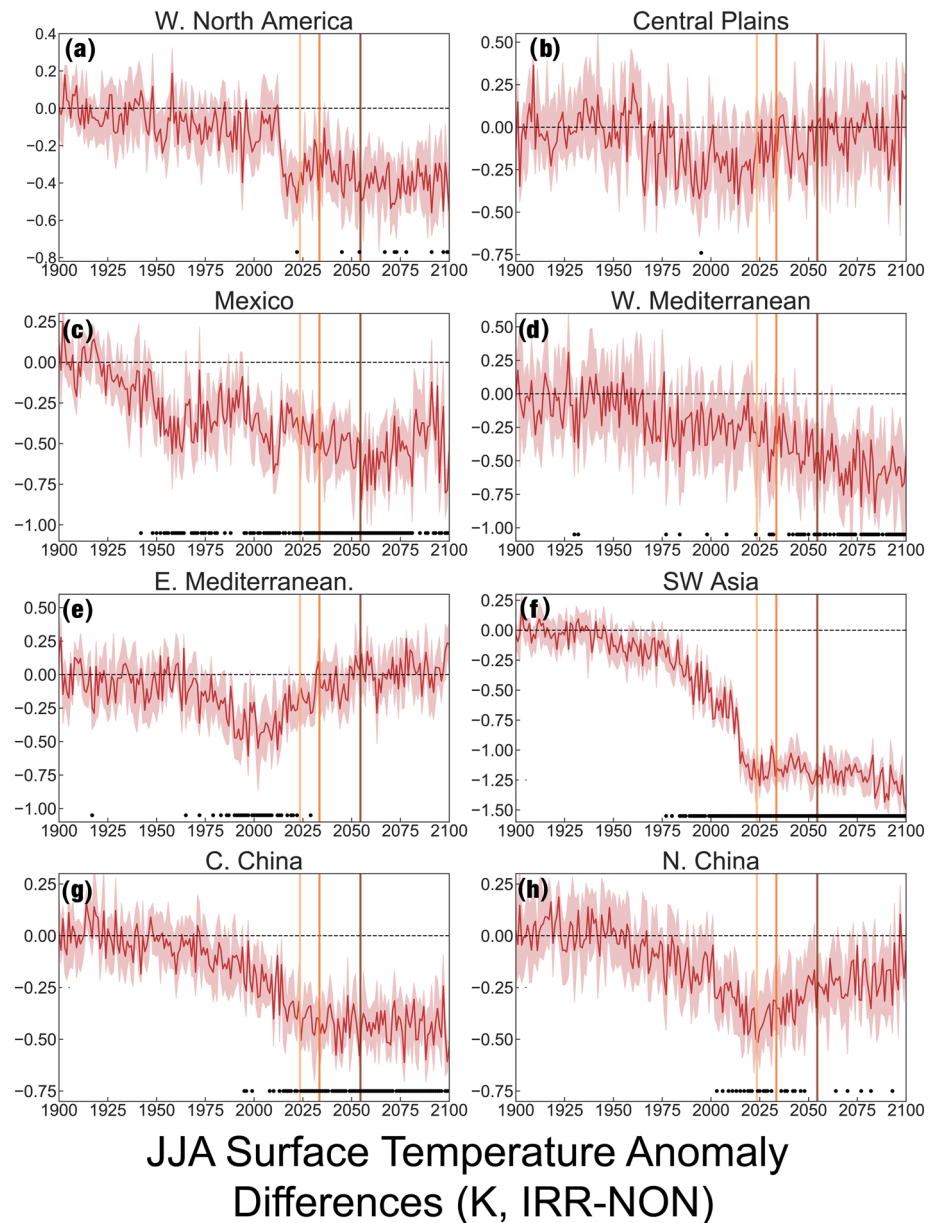 W. North America
(a)
0.4
0.2
0.0
−0.2
−0.4
−0.6
−0.8
1900 1925 1950 1975 2000 2025 2050 2075 2100
Central Plains
(b)
0.50
0.25
0.00
−0.25
−0.50
−0.75
1900 1925 1950 1975 2000 2025 2050 2075 2100
Mexico
(c)
0.25
0.00
−0.25
−0.50
−0.75
−1.00
1900 1925 1950 1975 2000 2025 2050 2075 2100
W. Mediterranean
(d)
0.50
0.25
0.00
−0.25
−0.50
−0.75
−1.00
1900 1925 1950 1975 2000 2025 2050 2075 2100
E. Mediterranean.
(e)
0.50
0.25
0.00
−0.25
−0.50
−0.75
−1.00
1900 1925 1950 1975 2000 2025 2050 2075 2100
SW Asia
(f)
0.25
0.00
−0.25
−0.50
−0.75
−1.00
−1.25
−1.50
1900 1925 1950 1975 2000 2025 2050 2075 2100
C. China
(g)
0.25
0.00
−0.25
−0.50
−0.75
1900 1925 1950 1975 2000 2025 2050 2075 2100
N. China
(h)
0.25
0.00
−0.25
−0.50
−0.75
1900 1925 1950 1975 2000 2025 2050 2075 2100
JJA Surface Temperature Anomaly
Differences (K, IRR-NON)